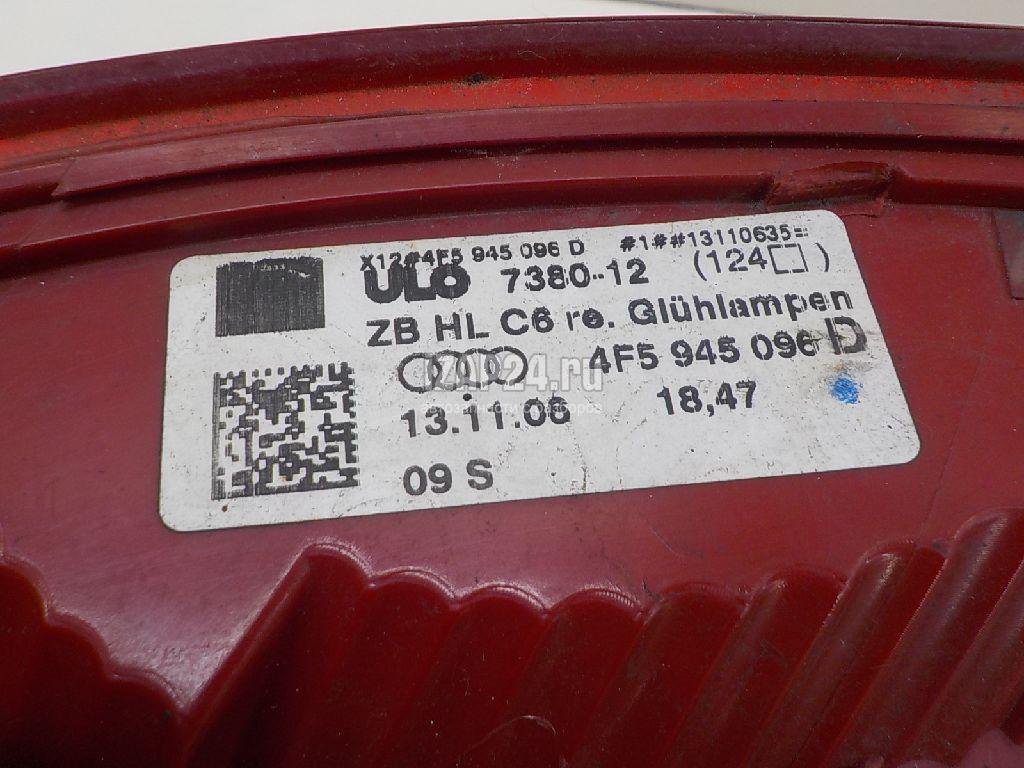 X12#4F5 945 096 D #1##13110635=
ULO 7380-12 (124□)
ZB HL C6 re. Glühlampen
4F5 945 096 D
13.11.06 18,47
09 S